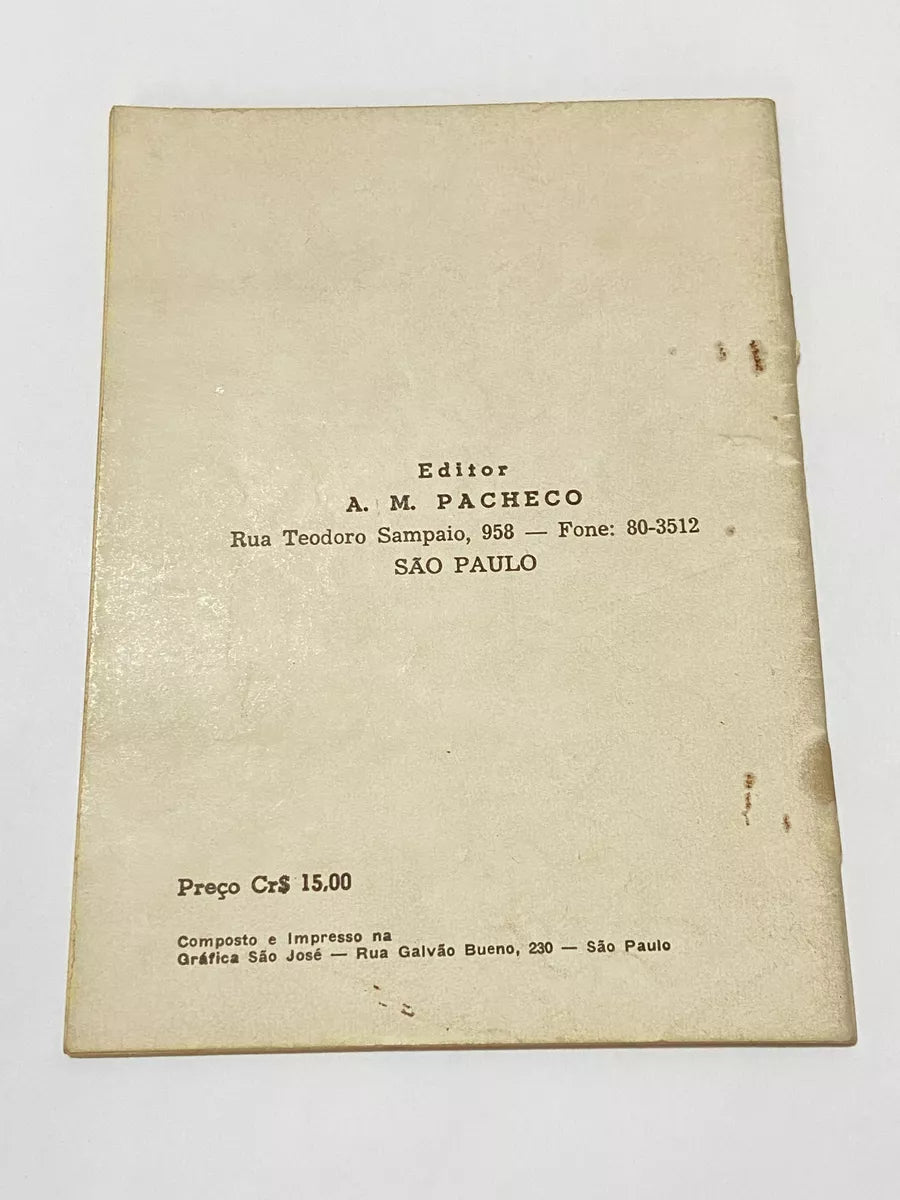 Editor
A. M. PACHECO
Rua Teodoro Sampaio, 958 — Fone: 80-3512
SÃO PAULO
Preço Cr$ 15,00
Composto e Impresso na
Gráfica São José — Rua Galvão Bueno, 230 — São Paulo